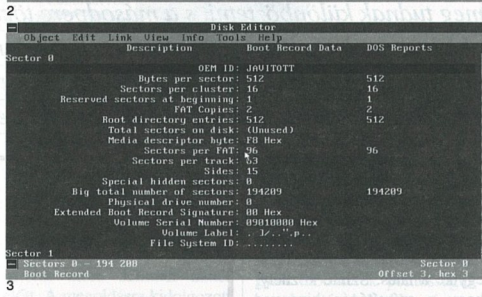 2
Disk Editor
Object Edit Link View Info Tools Help
Description Boot Record Data DOS Reports
Sector 0
OEM ID: JAVITOTT
Bytes per sector: 512 512
Sectors per cluster: 16 16
Reserved sectors at beginning: 1 1
FAT Copies: 2 2
Root directory entries: 512 512
Total sectors on disk: (Unused)
Media descriptor byte: F8 Hex
Sectors per FAT: 96 96
Sectors per track: 63
Sides: 15
Special hidden sectors: 0
Big total number of sectors: 194209 194209
Physical drive number: 0
Extended Boot Record Signature: 00 Hex
Volume Serial Number: 09010000 Hex
Volume Label:
File System ID: ........
Sector 1
Sectors 0 - 194 208 Sector 0
Boot Record Offset 3, hex 3
3